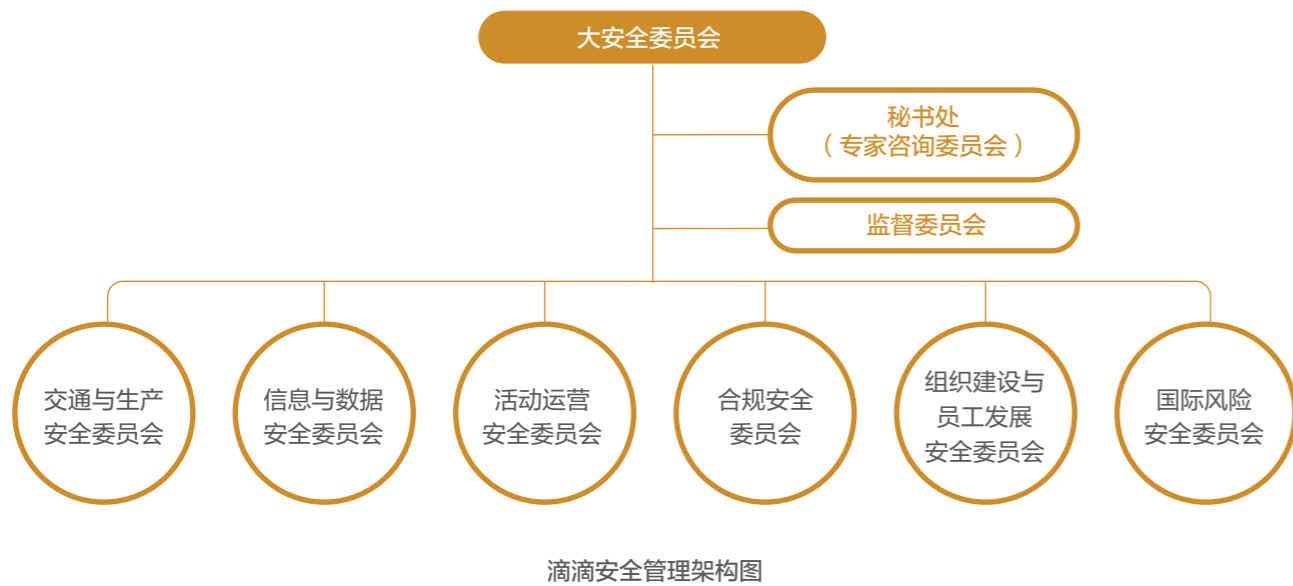 大安全委员会
秘书处
（专家咨询委员会）
监督委员会
交通与生产
安全委员会
信息与数据
安全委员会
活动运营
安全委员会
合规安全
委员会
组织建设与
员工发展
安全委员会
国际风险
安全委员会
滴滴安全管理架构图